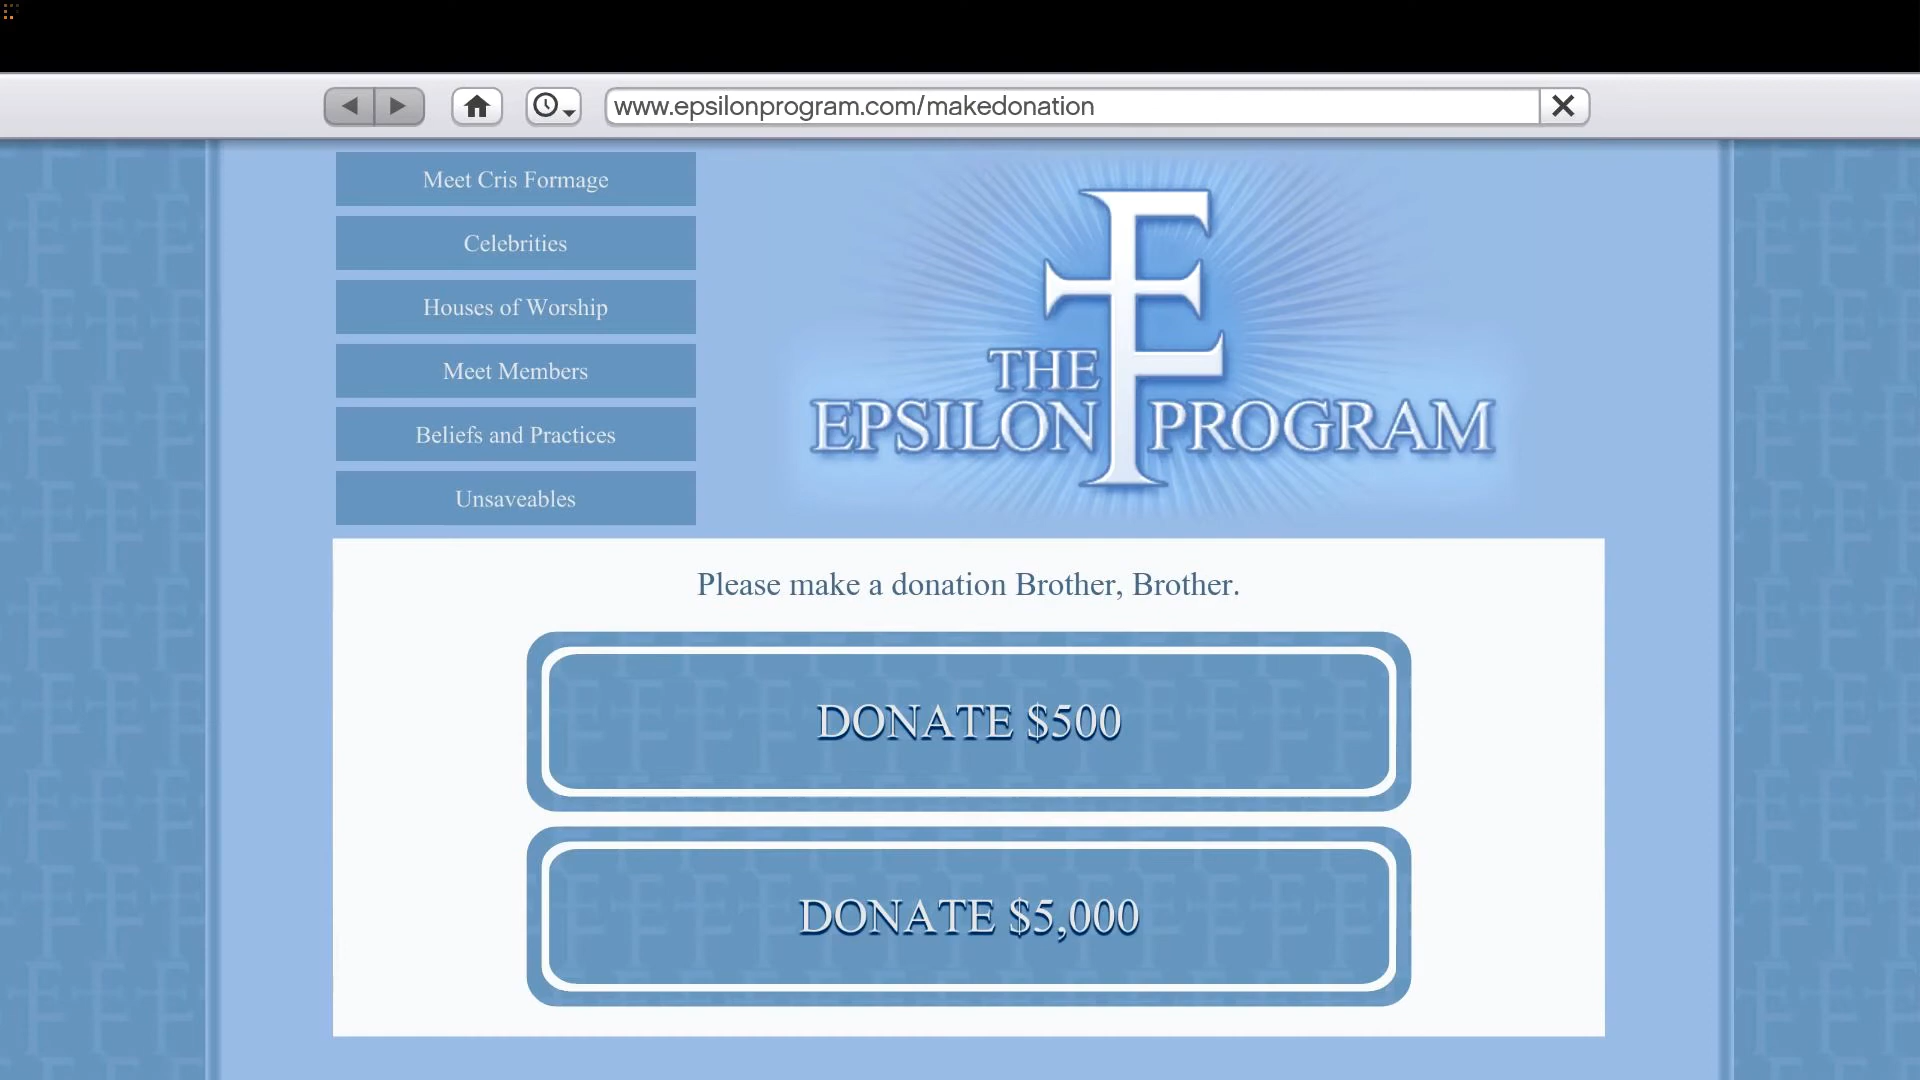 www.epsilonprogram.com/makedonation
Meet Cris Formage
Celebrities
Houses of Worship
Meet Members
Beliefs and Practices
Unsaveables
THE
EPSILON PROGRAM
Please make a donation Brother, Brother.
DONATE $500
DONATE $5,000